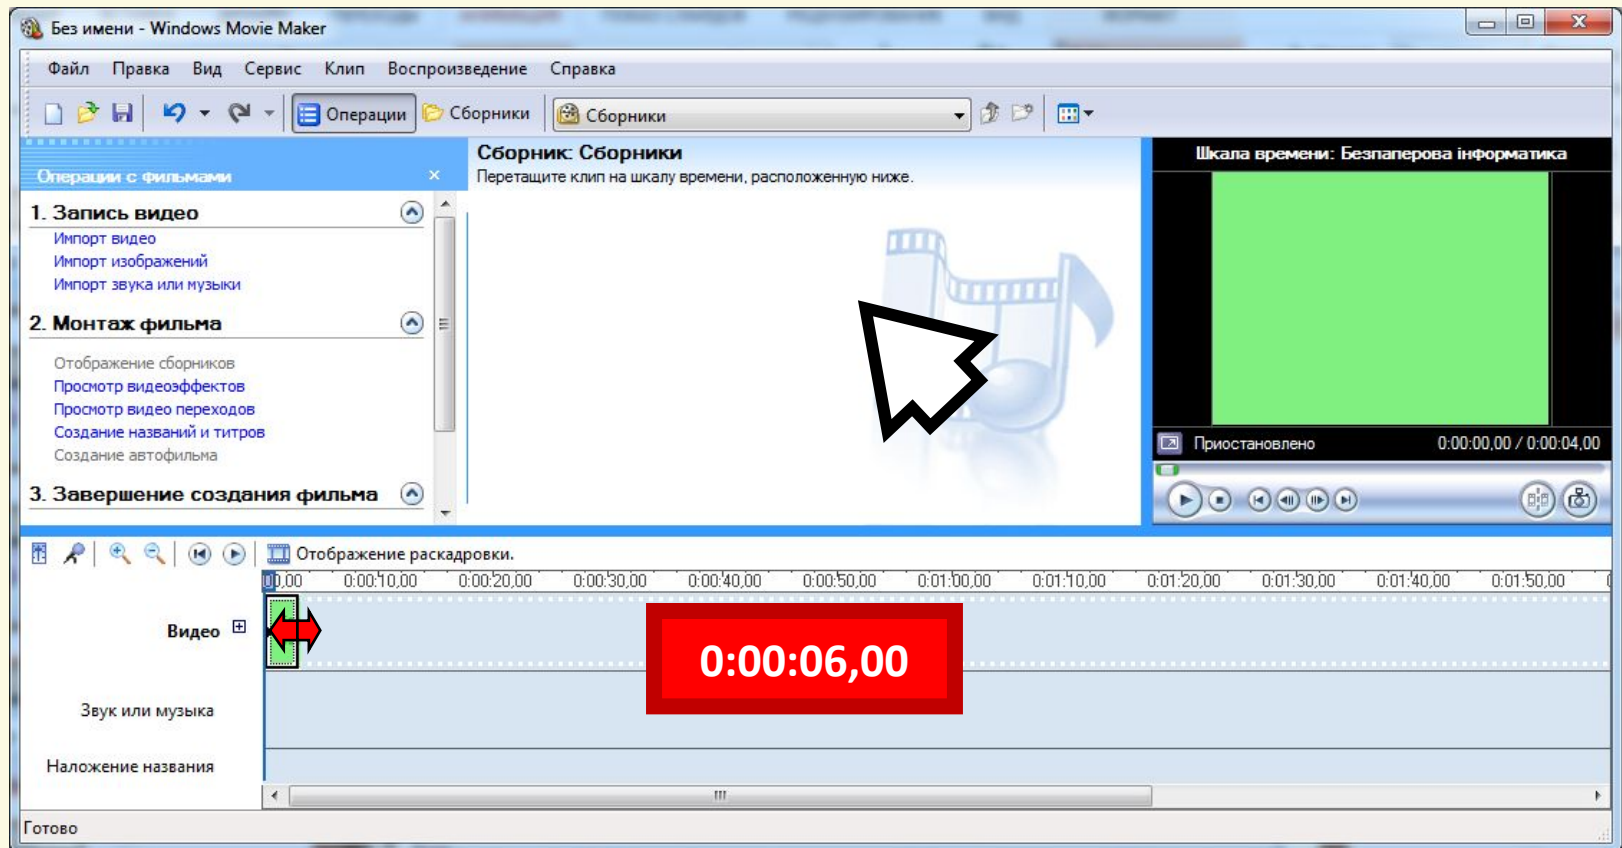 Без имени - Windows Movie Maker
Файл Правка Вид Сервис Клип Воспроизведение Справка
Операции Сборники Сборники
Операции с фильмами
1. Запись видео
Импорт видео
Импорт изображений
Импорт звука или музыки
2. Монтаж фильма
Отображение сборников
Просмотр видеоэффектов
Просмотр видео переходов
Создание названий и титров
Создание автофильма
3. Завершение создания фильма
Сборник: Сборники
Перетащите клип на шкалу времени, расположенную ниже.
Шкала времени: Безпаперова інформатика
Приостановлено 0:00:00,00 / 0:00:04,00
Отображение раскадровки.
00,00 0:00:10,00 0:00:20,00 0:00:30,00 0:00:40,00 0:00:50,00 0:01:00,00 0:01:10,00 0:01:20,00 0:01:30,00 0:01:40,00 0:01:50,00
Видео
0:00:06,00
Звук или музыка
Наложение названия
Готово